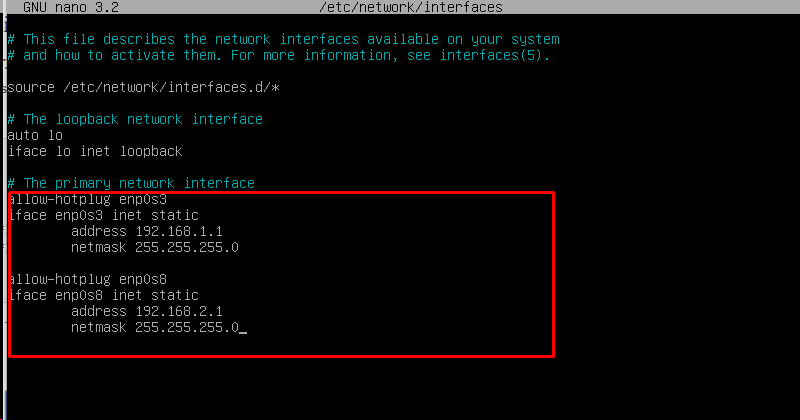 GNU nano 3.2 /etc/network/interfaces
# This file describes the network interfaces available on your system
# and how to activate them. For more information, see interfaces(5).
source /etc/network/interfaces.d/*
# The loopback network interface
auto lo
iface lo inet loopback
# The primary network interface
allow-hotplug enp0s3
iface enp0s3 inet static
address 192.168.1.1
netmask 255.255.255.0
allow-hotplug enp0s8
iface enp0s8 inet static
address 192.168.2.1
netmask 255.255.255.0_